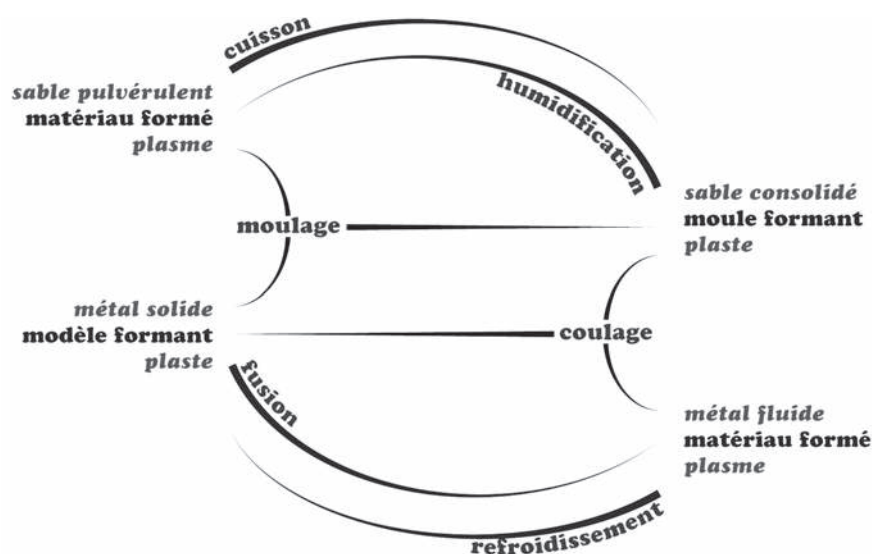 cuisson
humidification
sable pulvérulent
matériau formé
plasme
sable consolidé
moule formant
plaste
moulage
métal solide
modèle formant
plaste
coulage
fusion
métal fluide
matériau formé
plasme
refroidissement